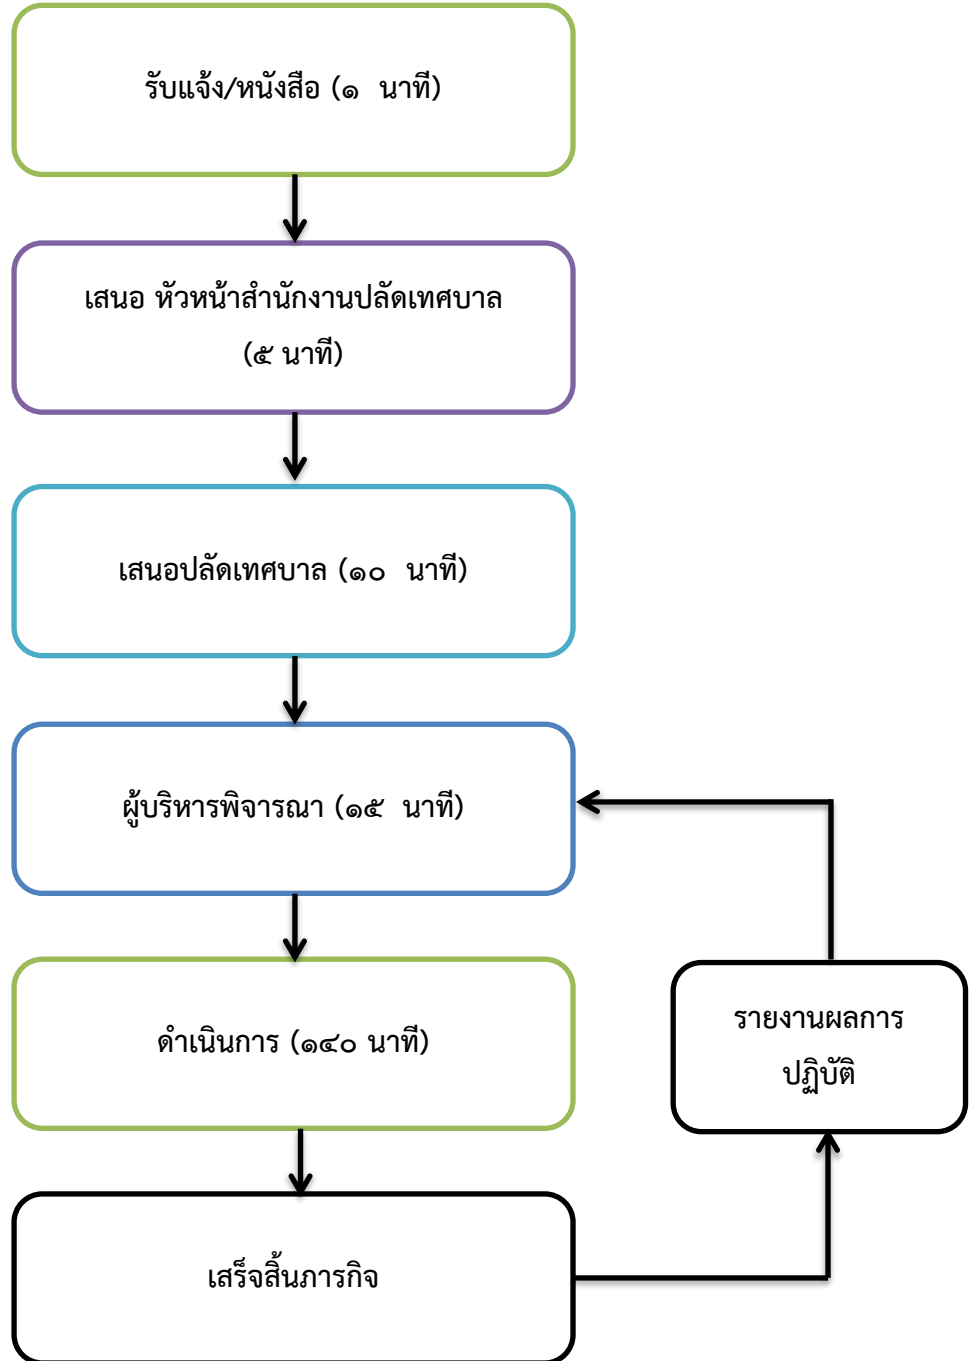 รับแจ้ง/หนังสือ (๑ นาที)
เสนอ หัวหน้าสำนักงานปลัดเทศบาล
(๕ นาที)
เสนอปลัดเทศบาล (๑๐ นาที)
ผู้บริหารพิจารณา (๑๕ นาที)
ดำเนินการ (๑๔๐ นาที)
รายงานผลการ
ปฏิบัติ
เสร็จสิ้นภารกิจ